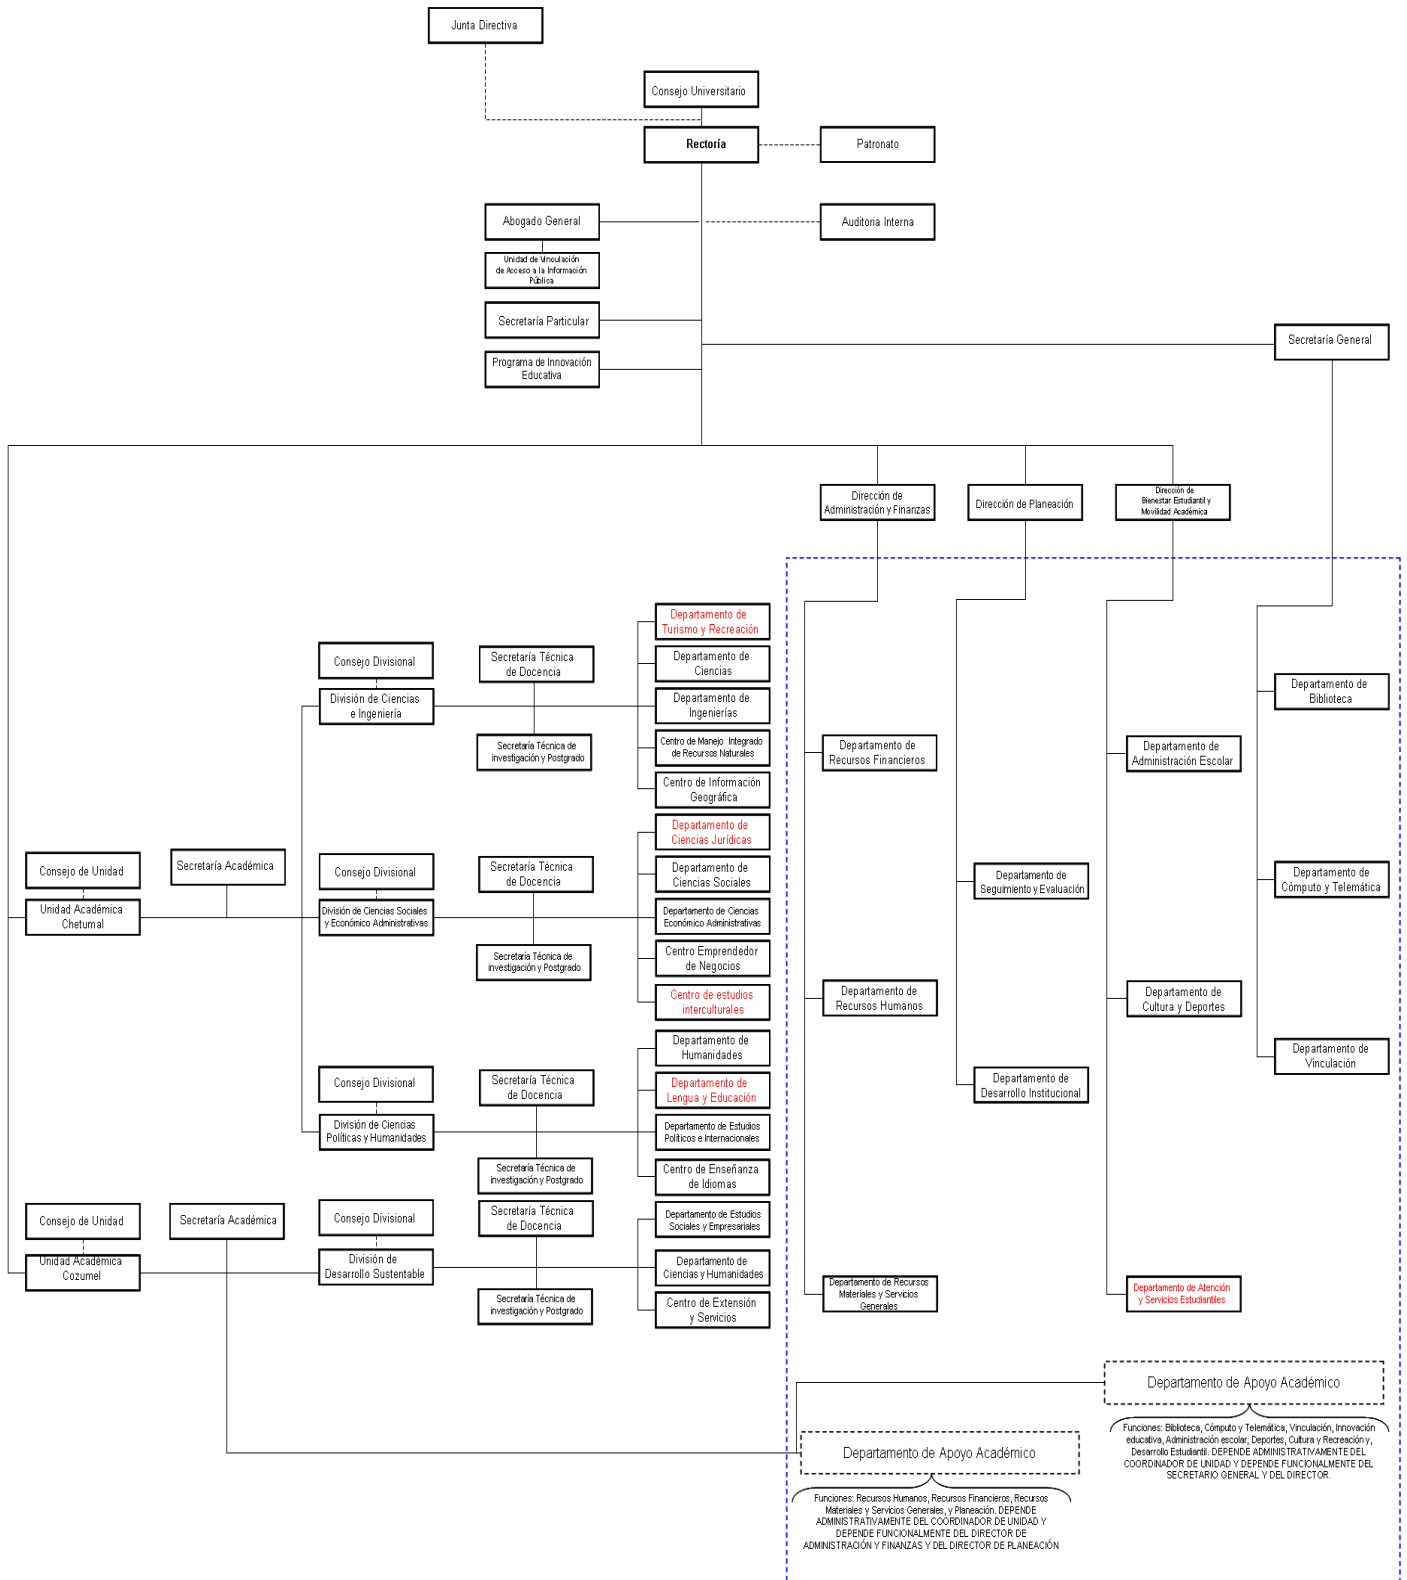 Junta Directiva
Consejo Universitario
Rectoría
Patronato
Abogado General
Auditoria Interna
Unidad de Vinculación
de Acceso a la Información
Pública
Secretaría Particular
Secretaría General
Programa de Innovación
Educativa
Dirección de
Administración y Finanzas
Dirección de Planeación
Dirección de
Bienestar Estudiantil y
Movilidad Académica
Departamento de
Turismo y Recreación
Consejo Divisional
Secretaría Técnica
de Docencia
Departamento de
Ciencias
División de Ciencias
e Ingeniería
Departamento de
Ingenierías
Secretaría Técnica de
investigación y Postgrado
Centro de Manejo Integrado
de Recursos Naturales
Centro de Información
Geográfica
Departamento de
Biblioteca
Departamento de
Recursos Financieros
Departamento de
Administración Escolar
Departamento de
Ciencias Jurídicas
Consejo de Unidad
Secretaría Académica
Consejo Divisional
Secretaría Técnica
de Docencia
Departamento de
Ciencias Sociales
Unidad Académica
Chetumal
División de Ciencias Sociales
y Económico Administrativas
Departamento de Ciencias
Económico Administrativas
Secretaría Técnica de
investigación y Postgrado
Centro Emprendedor
de Negocios
Centro de estudios
interculturales
Departamento de
Seguimiento y Evaluación
Departamento de
Cómputo y Telemática
Departamento de
Recursos Humanos
Departamento de
Cultura y Deportes
Departamento de
Humanidades
Consejo Divisional
Secretaría Técnica
de Docencia
Departamento de
Lengua y Educación
División de Ciencias
Políticas y Humanidades
Departamento de Estudios
Políticos e Internacionales
Secretaría Técnica de
investigación y Postgrado
Centro de Enseñanza
de Idiomas
Departamento de
Desarrollo Institucional
Departamento de
Vinculación
Consejo de Unidad
Secretaría Académica
Consejo Divisional
Secretaría Técnica
de Docencia
Departamento de Estudios
Sociales y Empresariales
Unidad Académica
Cozumel
División de
Desarrollo Sustentable
Departamento de
Ciencias y Humanidades
Secretaría Técnica de
investigación y Postgrado
Centro de Extensión
y Servicios
Departamento de Recursos
Materiales y Servicios
Generales
Departamento de Atención
y Servicios Estudiantiles
Departamento de Apoyo Académico
Funciones: Biblioteca, Cómputo y Telemática, Vinculación, Innovación
educativa, Administración escolar; Deportes, Cultura y Recreación y,
Desarrollo Estudiantil. DEPENDE ADMINISTRATIVAMENTE DEL
COORDINADOR DE UNIDAD Y DEPENDE FUNCIONALMENTE DEL
SECRETARIO GENERAL Y DEL DIRECTOR.
Departamento de Apoyo Académico
Funciones: Recursos Humanos, Recursos Financieros, Recursos
Materiales y Servicios Generales, y Planeación. DEPENDE
ADMINISTRATIVAMENTE DEL COORDINADOR DE UNIDAD Y
DEPENDE FUNCIONALMENTE DEL DIRECTOR DE
ADMINISTRACIÓN Y FINANZAS Y DEL DIRECTOR DE PLANEACIÓN